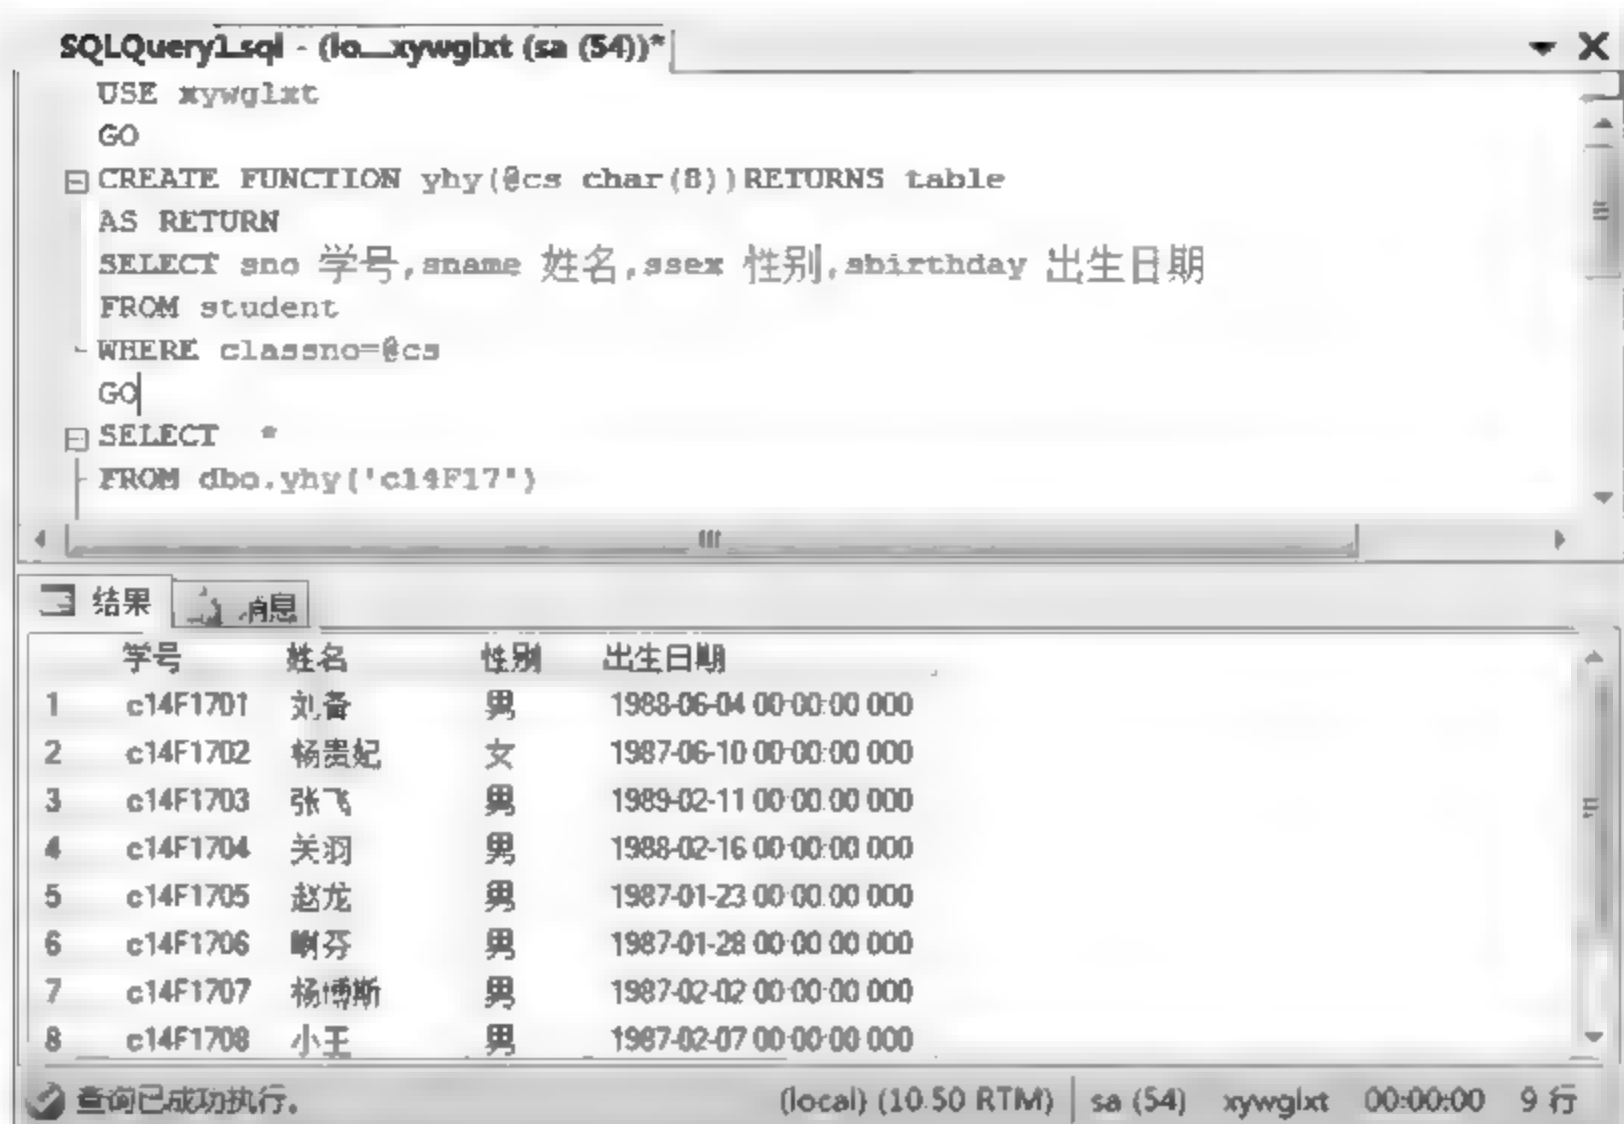 SQLQuery1.sql - (lo...xywglxt (sa (54))*
USE xywglxt
GO
CREATE FUNCTION yhy(@cs char(8))RETURNS table
AS RETURN
SELECT sno 学号,sname 姓名,ssex 性别,sbirthday 出生日期
FROM student
WHERE classno=@cs
GO
SELECT *
FROM dbo.yhy('c14F17')
结果 消息
学号 姓名 性别 出生日期
1 c14F1701 刘备 男 1988-06-04 00:00:00.000
2 c14F1702 杨贵妃 女 1987-06-10 00:00:00.000
3 c14F1703 张飞 男 1989-02-11 00:00:00.000
4 c14F1704 关羽 男 1988-02-16 00:00:00.000
5 c14F1705 赵龙 男 1987-01-23 00:00:00.000
6 c14F1706 男 1987-01-28 00:00:00.000
7 c14F1707 杨博斯 男 1987-02-02 00:00:00.000
8 c14F1708 小王 男 1987-02-07 00:00:00.000
查询已成功执行。 (local) (10.50 RTM) sa (54) xywglxt 00:00:00 9 行